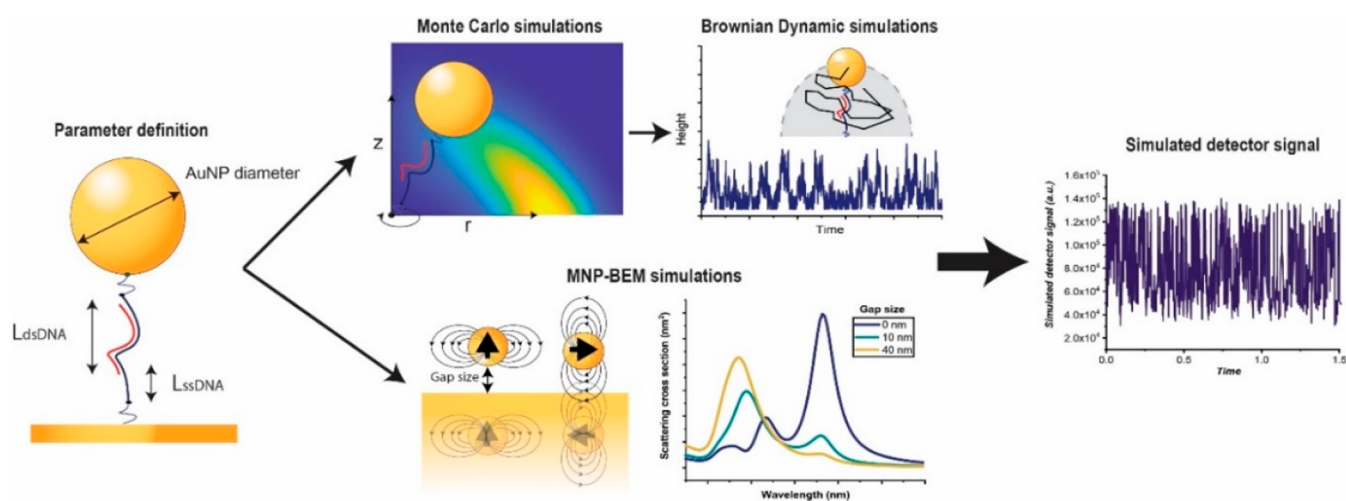 Parameter definition
AuNP diameter
LdsDNA
LssDNA
Monte Carlo simulations
z
r
Brownian Dynamic simulations
Height
Time
MNP-BEM simulations
Gap size
Scattering cross section (nm²)
Gap size
0 nm
10 nm
40 nm
Wavelength (nm)
Simulated detector signal
Simulated detector signal (a.u.)
1.6x10⁵
1.4x10⁵
1.2x10⁵
1.0x10⁵
8.0x10⁴
6.0x10⁴
4.0x10⁴
2.0x10⁴
0.0
0.5
1.0
1.5
Time